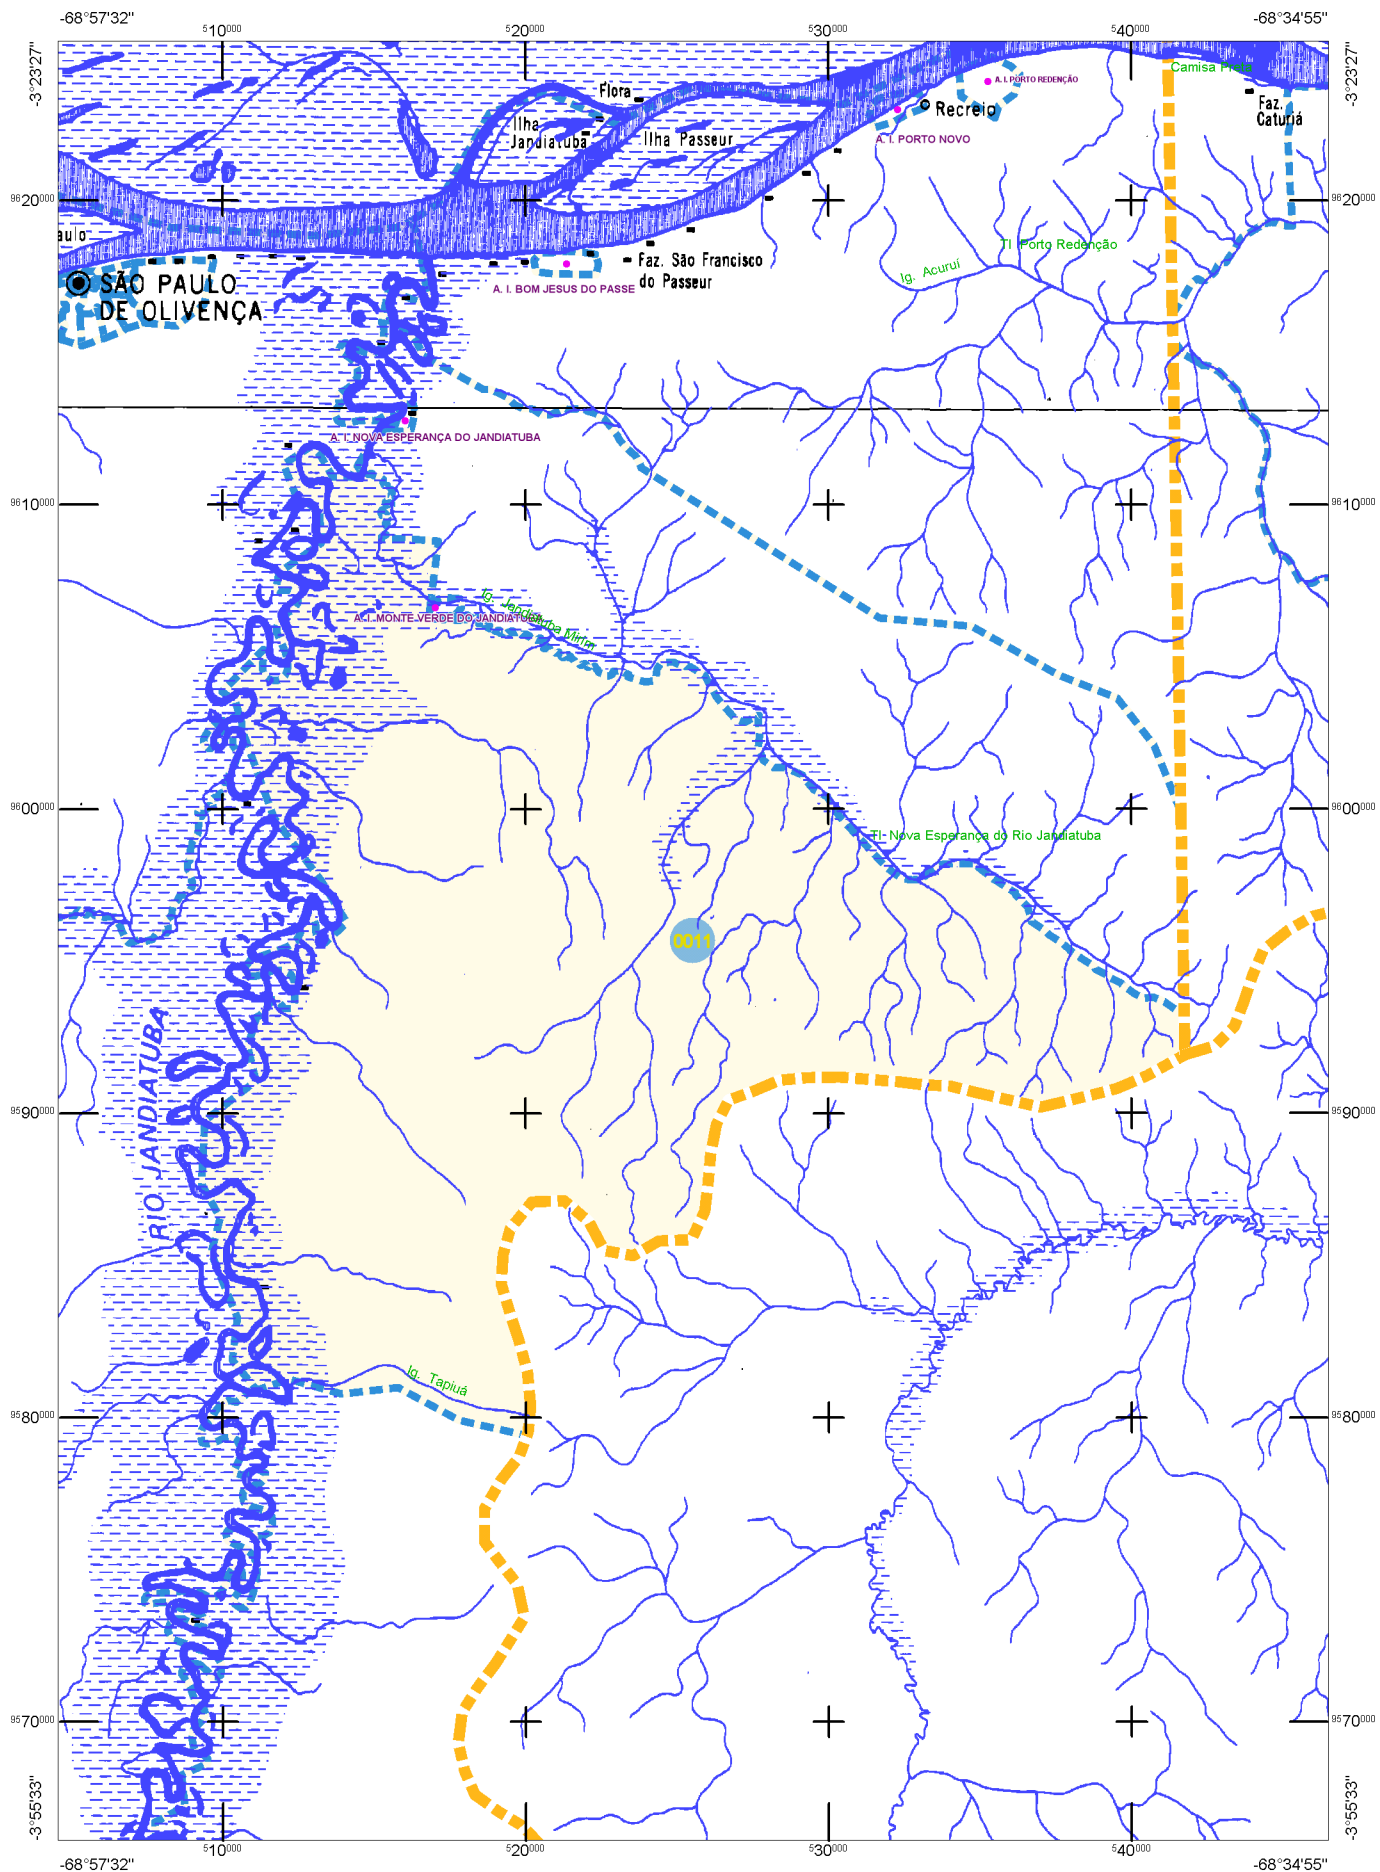 -68°57'32"
-68°34'55"
510000
520000
530000
540000
-3°23'27"
-3°23'27"
Camisa Preta
Flora
A. I. PORTO REDENÇÃO
Recreio
Faz.
Caturiá
Ilha
Jandiatuba
Ilha Passeur
A. I. PORTO NOVO
9620000
9620000
aulo
TI Porto Redenção
Faz. São Francisco
do Passeur
Ig. Acuruí
SÃO PAULO
DE OLIVENÇA
A. I. BOM JESUS DO PASSE
A. I. NOVA ESPERANÇA DO JANDIATUBA
9610000
9610000
Ig. Jandiatuba Mirim
A. I. MONTE VERDE DO JANDIATUBA
9600000
9600000
TI Nova Esperança do Rio Jandiatuba
0011
RIO JANDIATUBA
9590000
9590000
Ig. Tapiuá
9580000
9580000
9570000
9570000
-3°55'33"
-3°55'33"
510000
520000
530000
540000
-68°57'32"
-68°34'55"